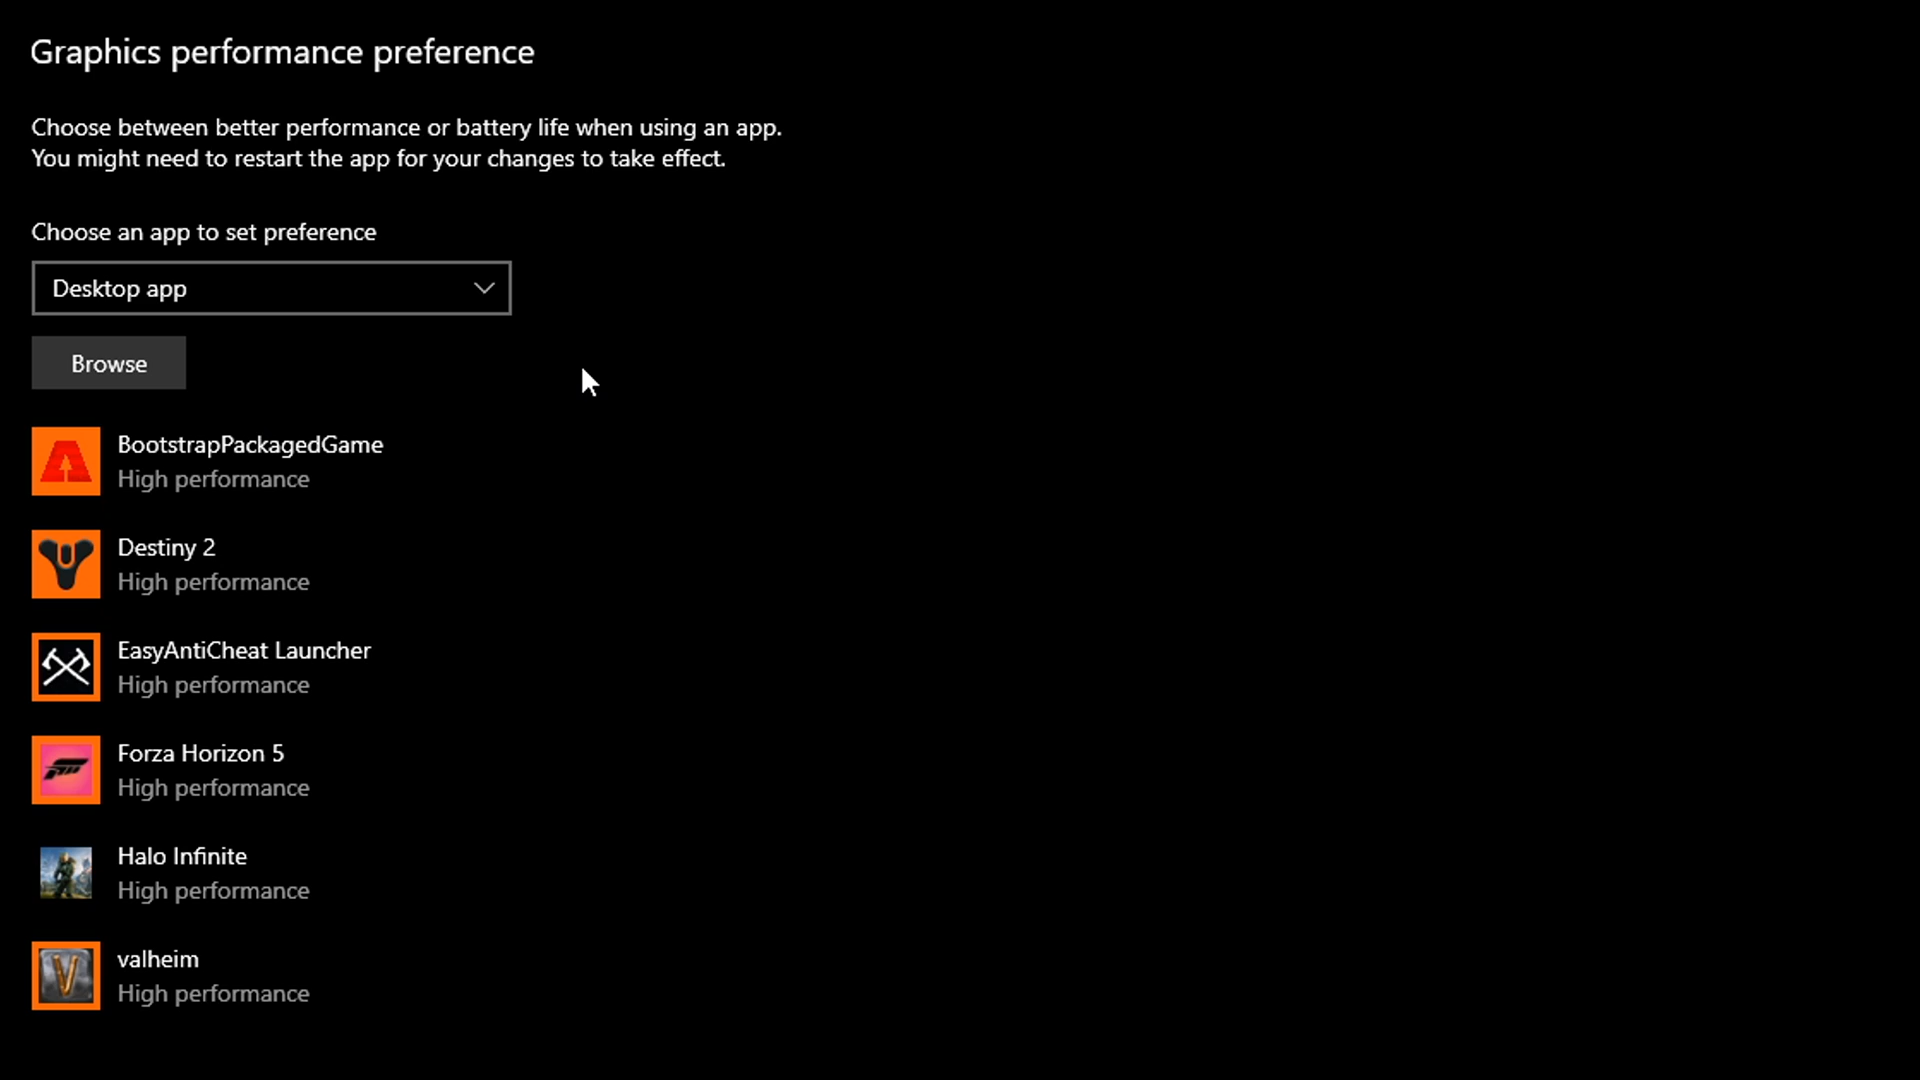 Graphics performance preference
Choose between better performance or battery life when using an app.
You might need to restart the app for your changes to take effect.
Choose an app to set preference
Desktop app
Browse
BootstrapPackagedGame
High performance
Destiny 2
High performance
EasyAntiCheat Launcher
High performance
Forza Horizon 5
High performance
Halo Infinite
High performance
valheim
High performance